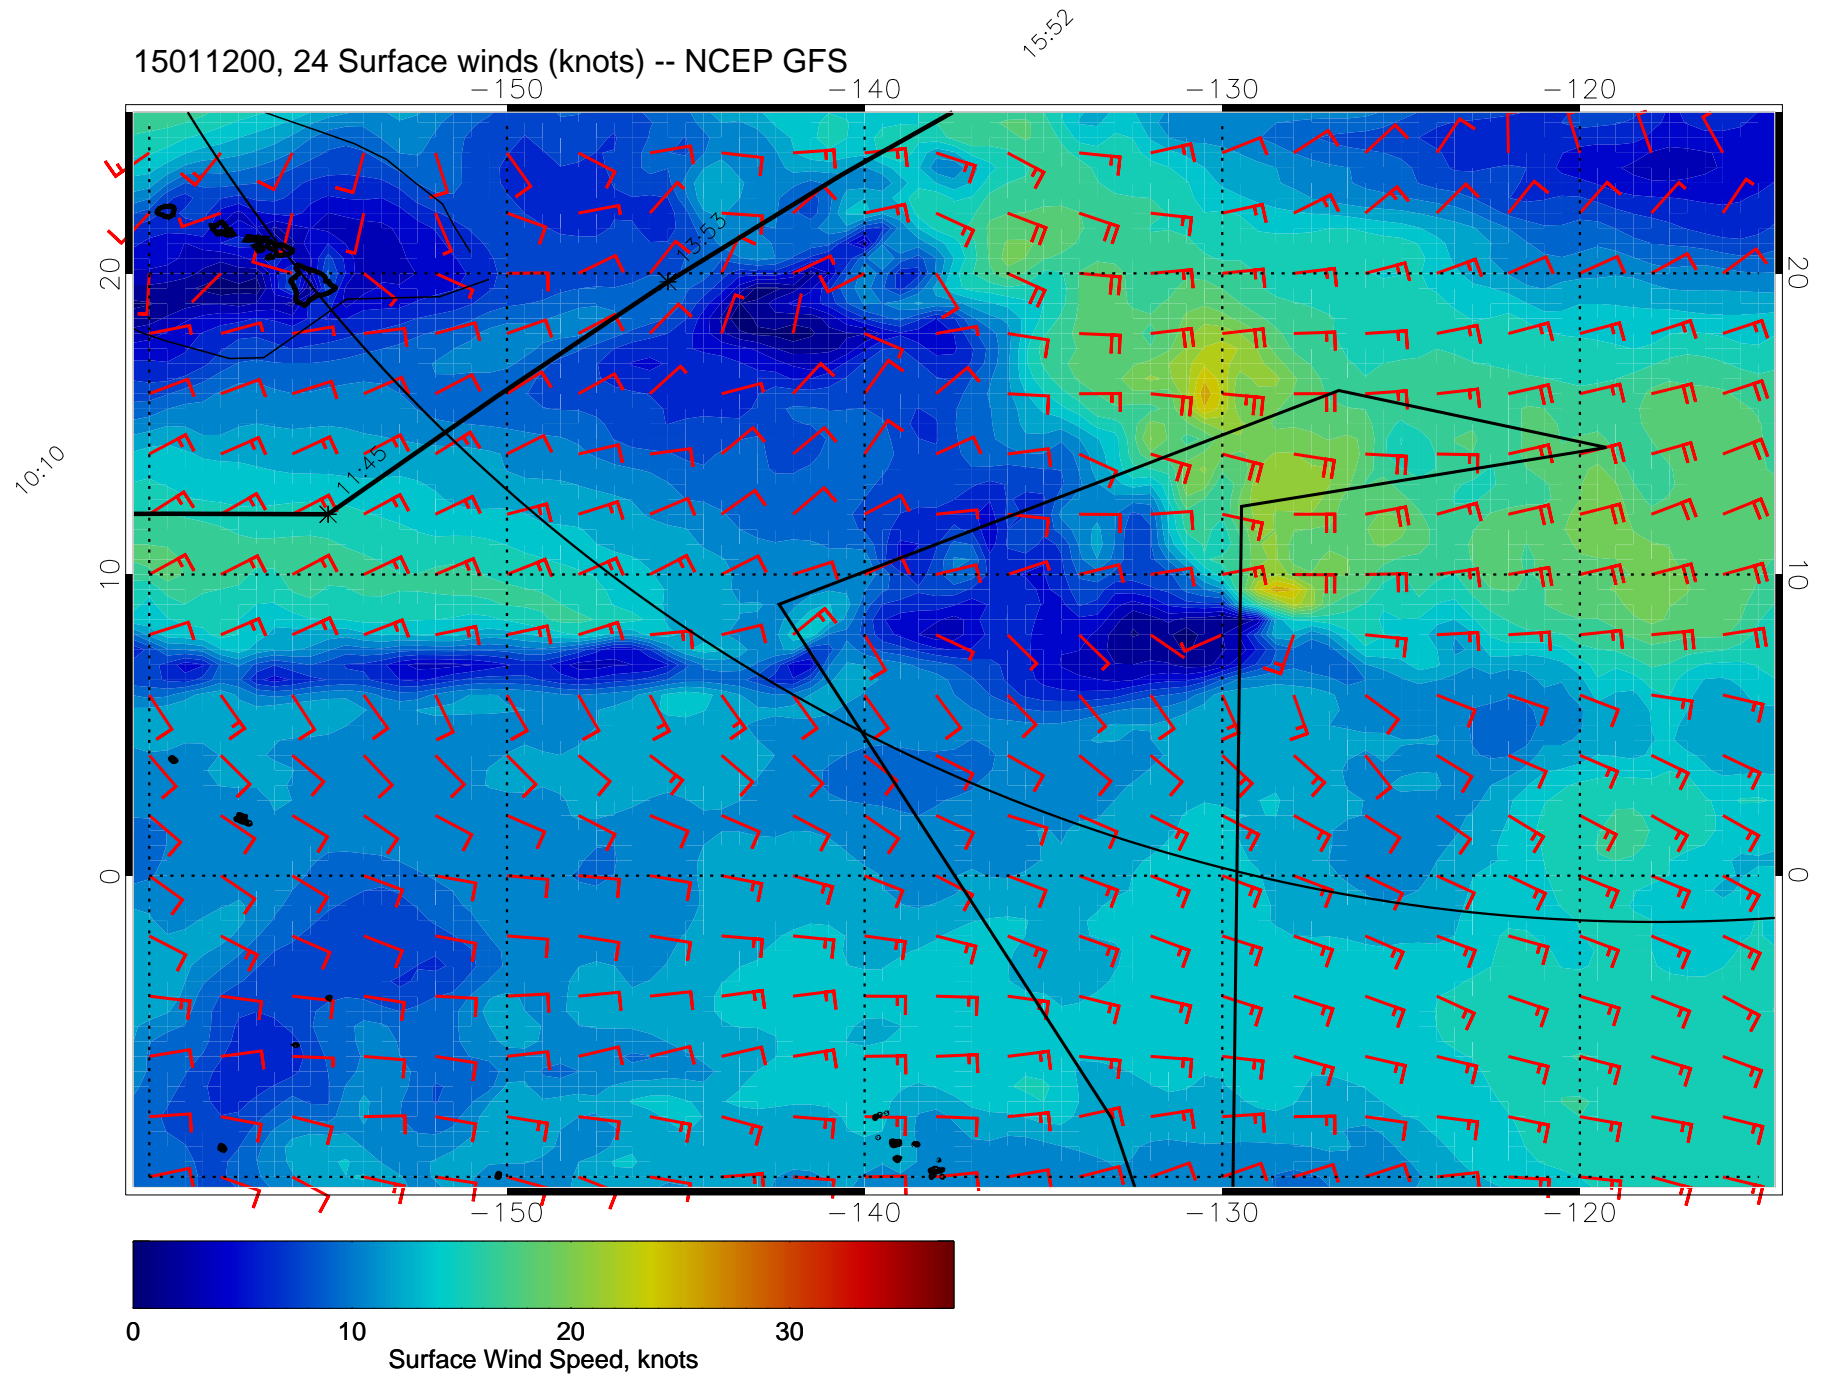 15:52
15011200, 24 Surface winds (knots) -- NCEP GFS
-150 -140 -130 -120
20 13:53 20
10:10 11:45
10 10
0 0
-150 -140 -130 -120
0 10 20 30
Surface Wind Speed, knots